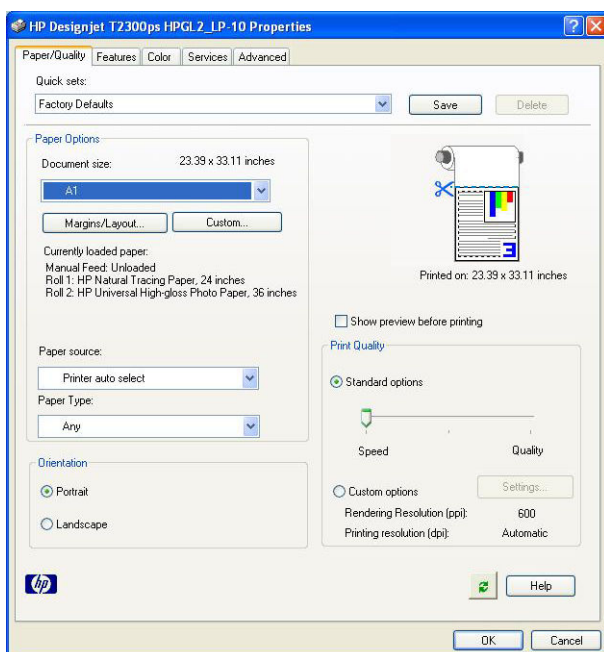 HP Designjet T2300ps HPGL2_LP-10 Properties
Paper/Quality Features Color Services Advanced
Quick sets:
Factory Defaults
Save
Delete
Paper Options
Document size: 23.39 x 33.11 inches
A1
Margins/Layout...
Custom...
Currently loaded paper:
Manual Feed: Unloaded
Roll 1: HP Natural Tracing Paper, 24 inches
Roll 2: HP Universal High-gloss Photo Paper, 36 inches
Paper source:
Printer auto select
Paper Type:
Any
Orientation
Portrait
Landscape
3
Printed on: 23.39 x 33.11 inches
Show preview before printing
Print Quality
Standard options
Speed Quality
Custom options
Settings...
Rendering Resolution (ppi): 600
Printing resolution (dpi): Automatic
hp
Help
OK
Cancel